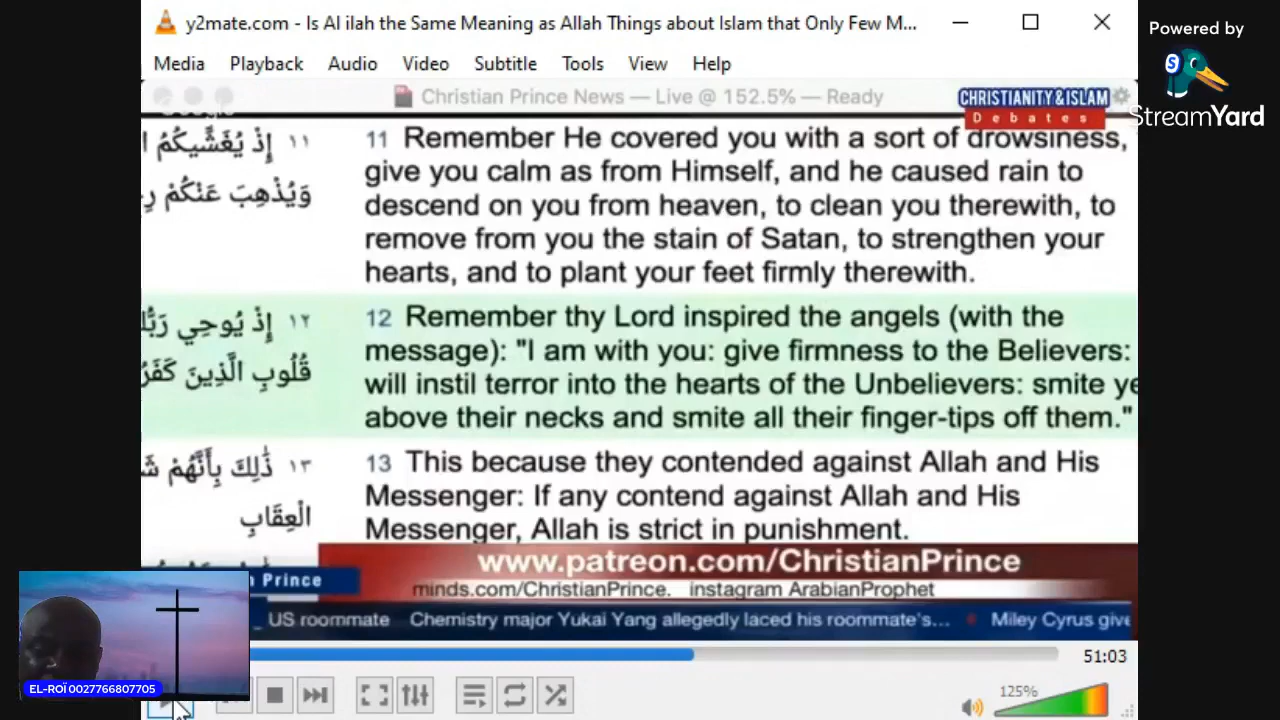 y2mate.com - Is Al ilah the Same Meaning as Allah Things about Islam that Only Few M...
Powered by
StreamYard
Media Playback Audio Video Subtitle Tools View Help
Christian Prince News — Live @ 152.5% — Ready
CHRISTIANITY & ISLAM
Debates
11 Remember He covered you with a sort of drowsiness,
give you calm as from Himself, and he caused rain to
descend on you from heaven, to clean you therewith, to
remove from you the stain of Satan, to strengthen your
hearts, and to plant your feet firmly therewith.
١١ إِذْ يُغَشِّيكُمُ ا
وَيُذْهِبَ عَنْكُمْ رِ
12 Remember thy Lord inspired the angels (with the
message): "I am with you: give firmness to the Believers:
will instil terror into the hearts of the Unbelievers: smite ye
above their necks and smite all their finger-tips off them."
١٢ إِذْ يُوحِي رَبُّكَ
قُلُوبِ الَّذِينَ كَفَرُ
13 This because they contended against Allah and His
Messenger: If any contend against Allah and His
Messenger, Allah is strict in punishment.
١٣ ذَٰلِكَ بِأَنَّهُمْ شَ
الْعِقَابِ
www.patreon.com/ChristianPrince
n Prince
minds.com/ChristianPrince. instagram ArabianProphet
US roommate Chemistry major Yukai Yang allegedly laced his roommate's... Miley Cyrus give
EL-ROÏ 0027766807705
51:03
125%